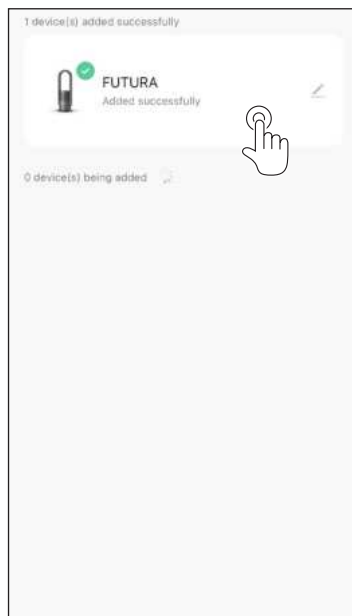 1 device(s) added successfully
FUTURA
Added successfully
0 device(s) being added